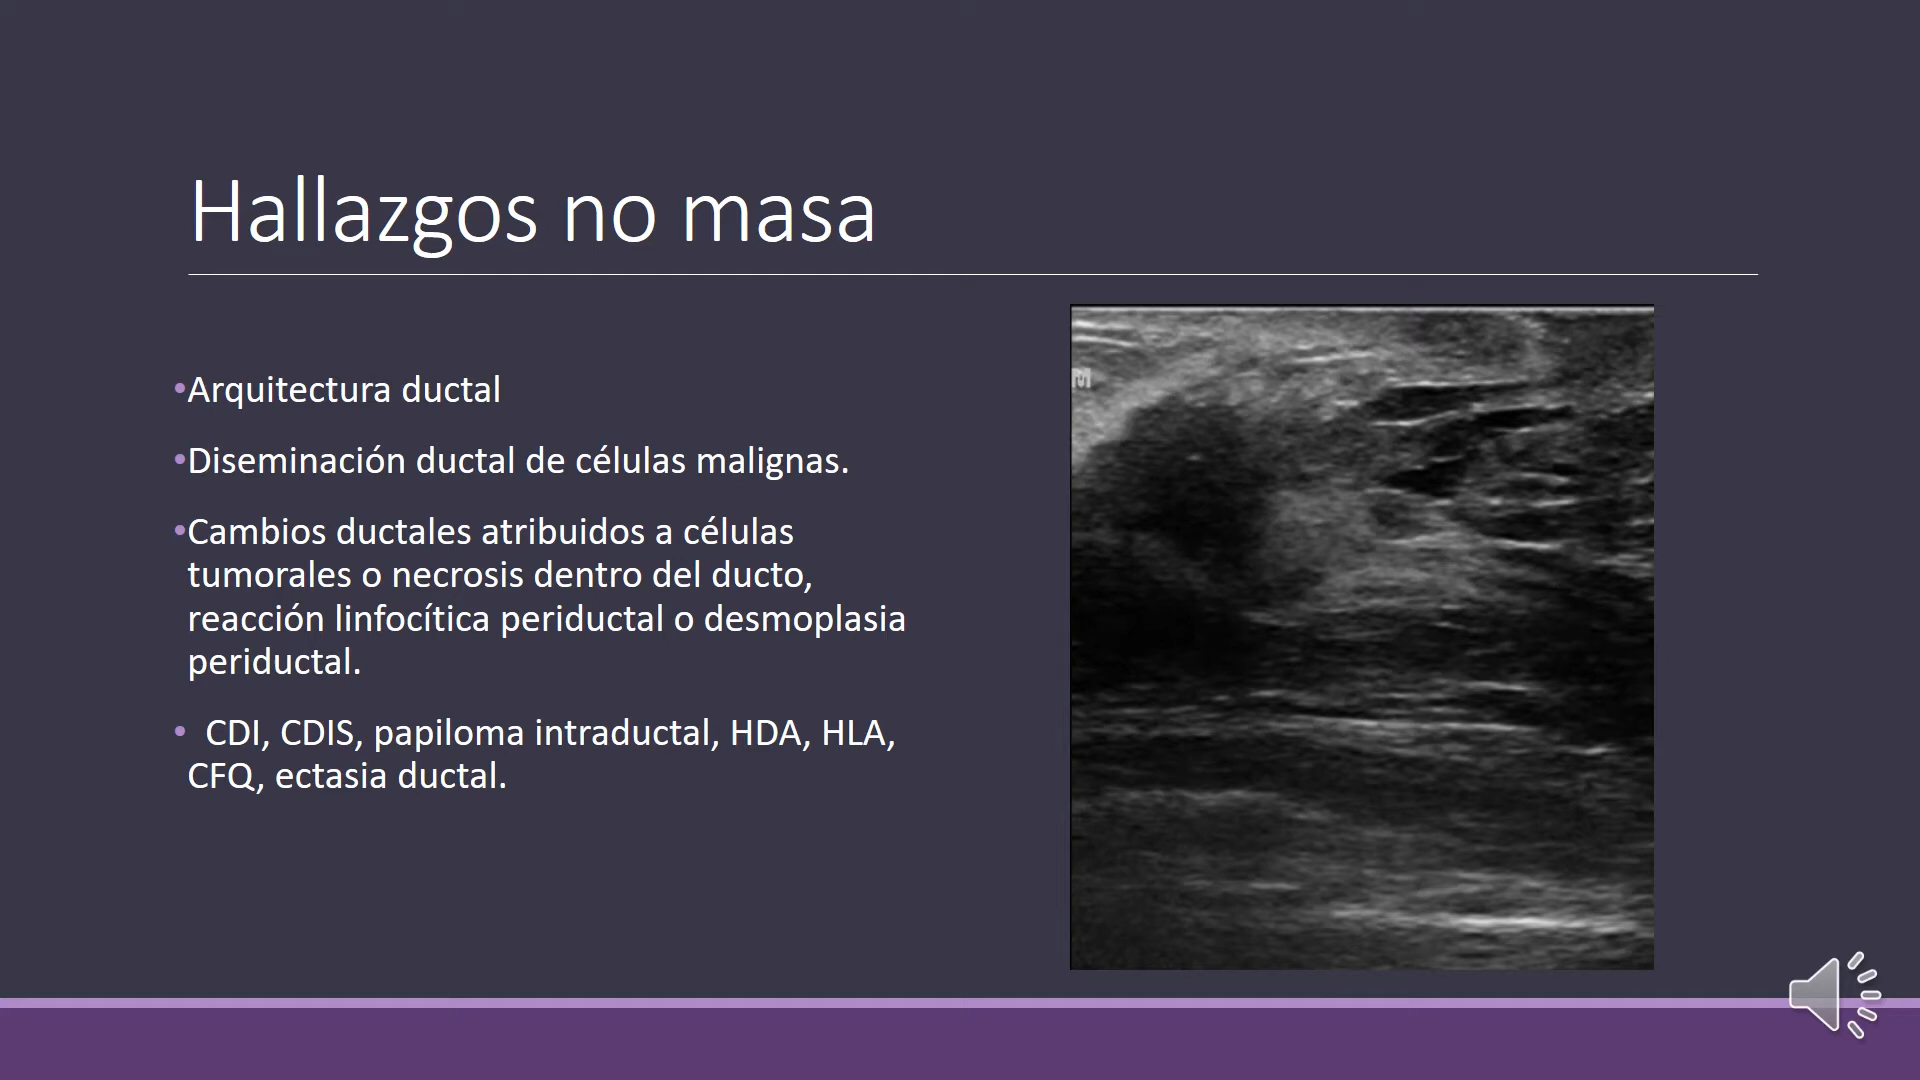 Hallazgos no masa
•Arquitectura ductal
•Diseminación ductal de células malignas.
•Cambios ductales atribuidos a células
tumorales o necrosis dentro del ducto,
reacción linfocítica periductal o desmoplasia
periductal.
• CDI, CDIS, papiloma intraductal, HDA, HLA,
CFQ, ectasia ductal.
M